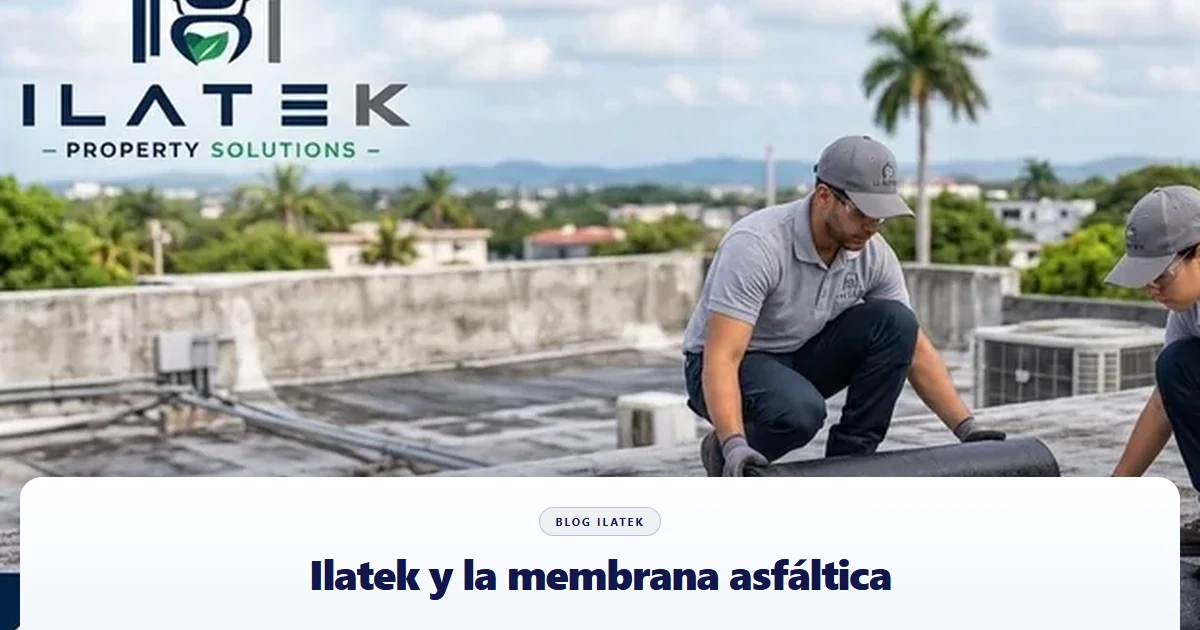 ILATEK
– PROPERTY SOLUTIONS –
BLOG ILATEK
Ilatek y la membrana asfáltica